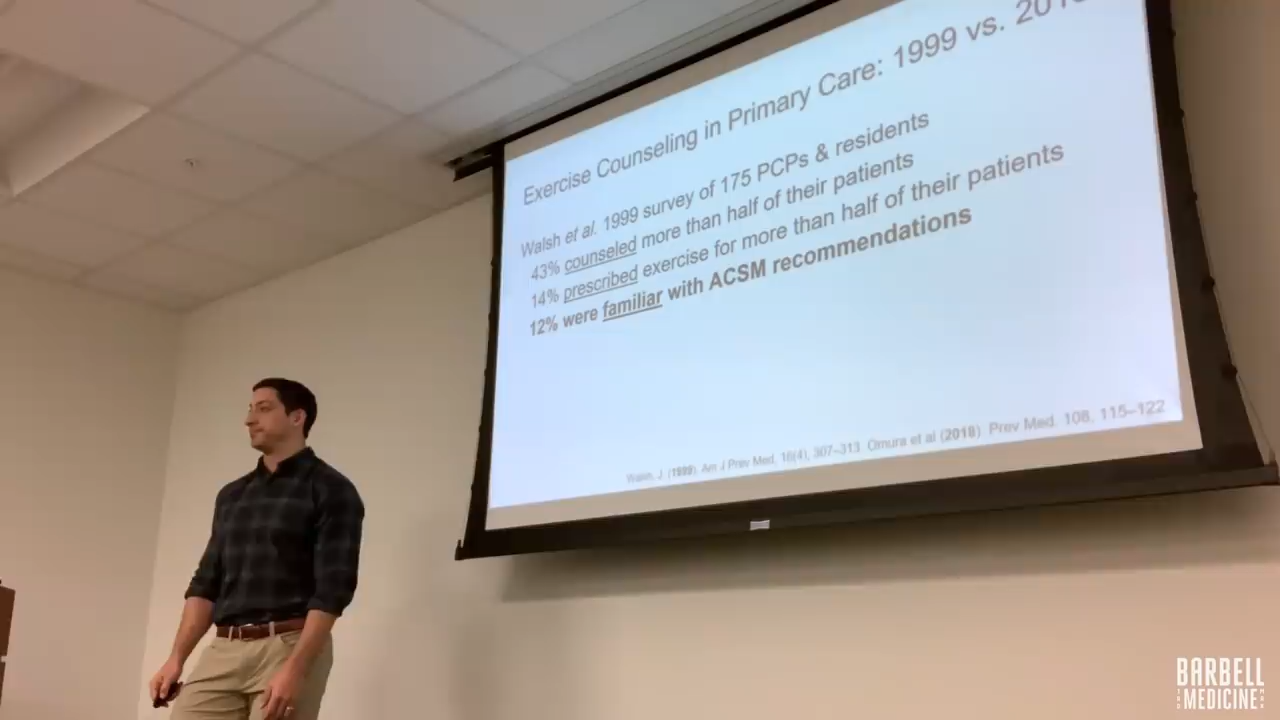 Exercise Counseling in Primary Care: 1999 vs.
Walsh et al. 1999 survey of 175 PCPs & residents
43% counseled more than half of their patients
14% prescribed exercise for more than half of their patients
12% were familiar with ACSM recommendations
Walsh, J. (1999). Am J Prev Med, 16(4), 307–313 Omura et al (2018). Prev Med. 108, 115–122
BARBELL
MEDICINE